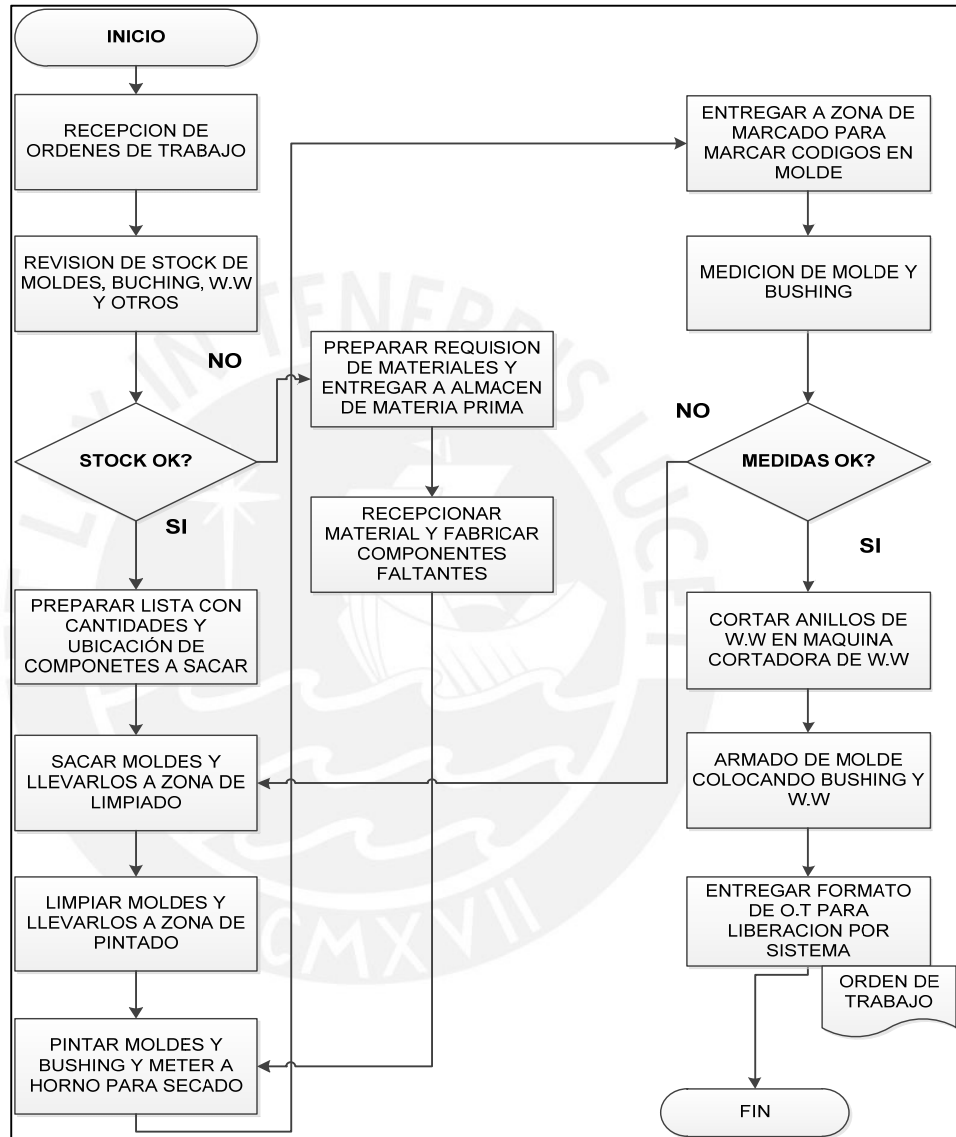 INICIO
RECEPCION DE
ORDENES DE TRABAJO
REVISION DE STOCK DE
MOLDES, BUCHING, W.W
Y OTROS
NO
STOCK OK?
SI
PREPARAR LISTA CON
CANTIDADES Y
UBICACIÓN DE
COMPONETES A SACAR
SACAR MOLDES Y
LLEVARLOS A ZONA DE
LIMPIADO
LIMPIAR MOLDES Y
LLEVARLOS A ZONA DE
PINTADO
PINTAR MOLDES Y
BUSHING Y METER A
HORNO PARA SECADO
PREPARAR REQUISION
DE MATERIALES Y
ENTREGAR A ALMACEN
DE MATERIA PRIMA
RECEPCIONAR
MATERIAL Y FABRICAR
COMPONENTES
FALTANTES
ENTREGAR A ZONA DE
MARCADO PARA
MARCAR CODIGOS EN
MOLDE
MEDICION DE MOLDE Y
BUSHING
NO
MEDIDAS OK?
SI
CORTAR ANILLOS DE
W.W EN MAQUINA
CORTADORA DE W.W
ARMADO DE MOLDE
COLOCANDO BUSHING Y
W.W
ENTREGAR FORMATO
DE O.T PARA
LIBERACION POR
SISTEMA
ORDEN DE
TRABAJO
FIN